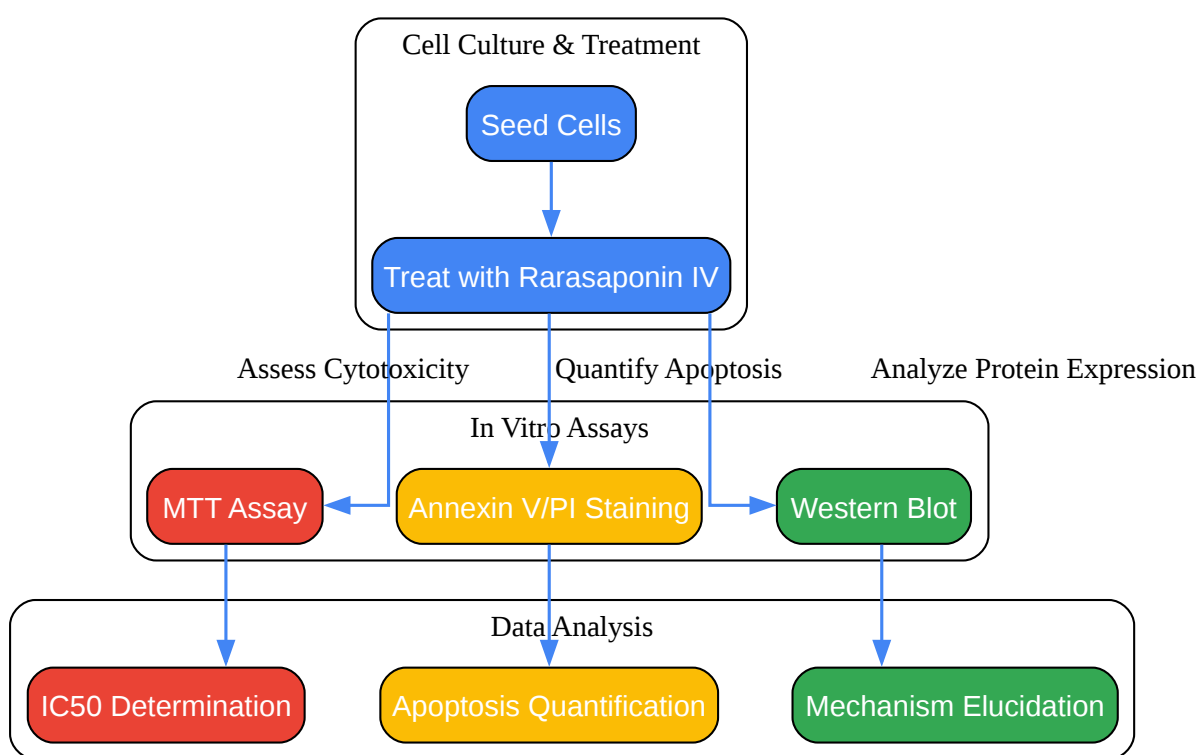 Cell Culture & Treatment
Seed Cells
Treat with Rarasaponin IV
Assess Cytotoxicity
Quantify Apoptosis
Analyze Protein Expression
In Vitro Assays
MTT Assay
Annexin V/PI Staining
Western Blot
Data Analysis
IC50 Determination
Apoptosis Quantification
Mechanism Elucidation